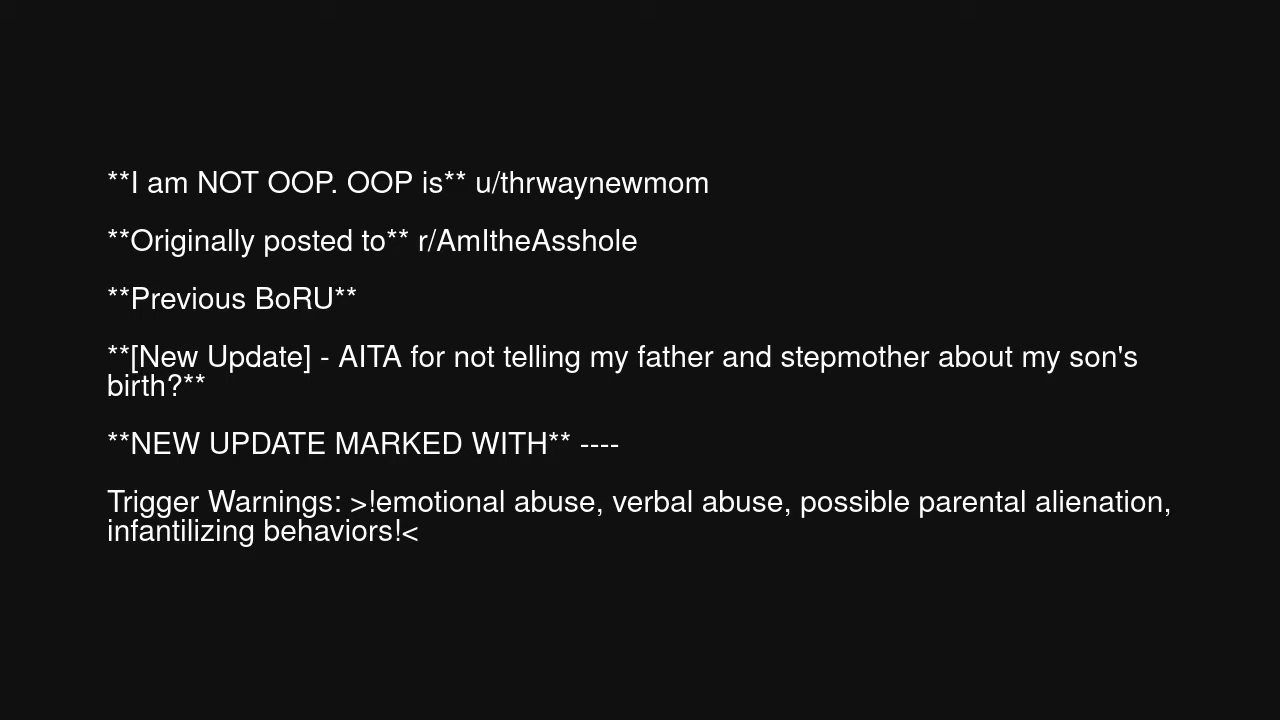 **I am NOT OOP. OOP is** u/thrwaynewmom
**Originally posted to** r/AmItheAsshole
**Previous BoRU**
**[New Update] - AITA for not telling my father and stepmother about my son's
birth?**
**NEW UPDATE MARKED WITH** ----
Trigger Warnings: >!emotional abuse, verbal abuse, possible parental alienation,
infantilizing behaviors!<